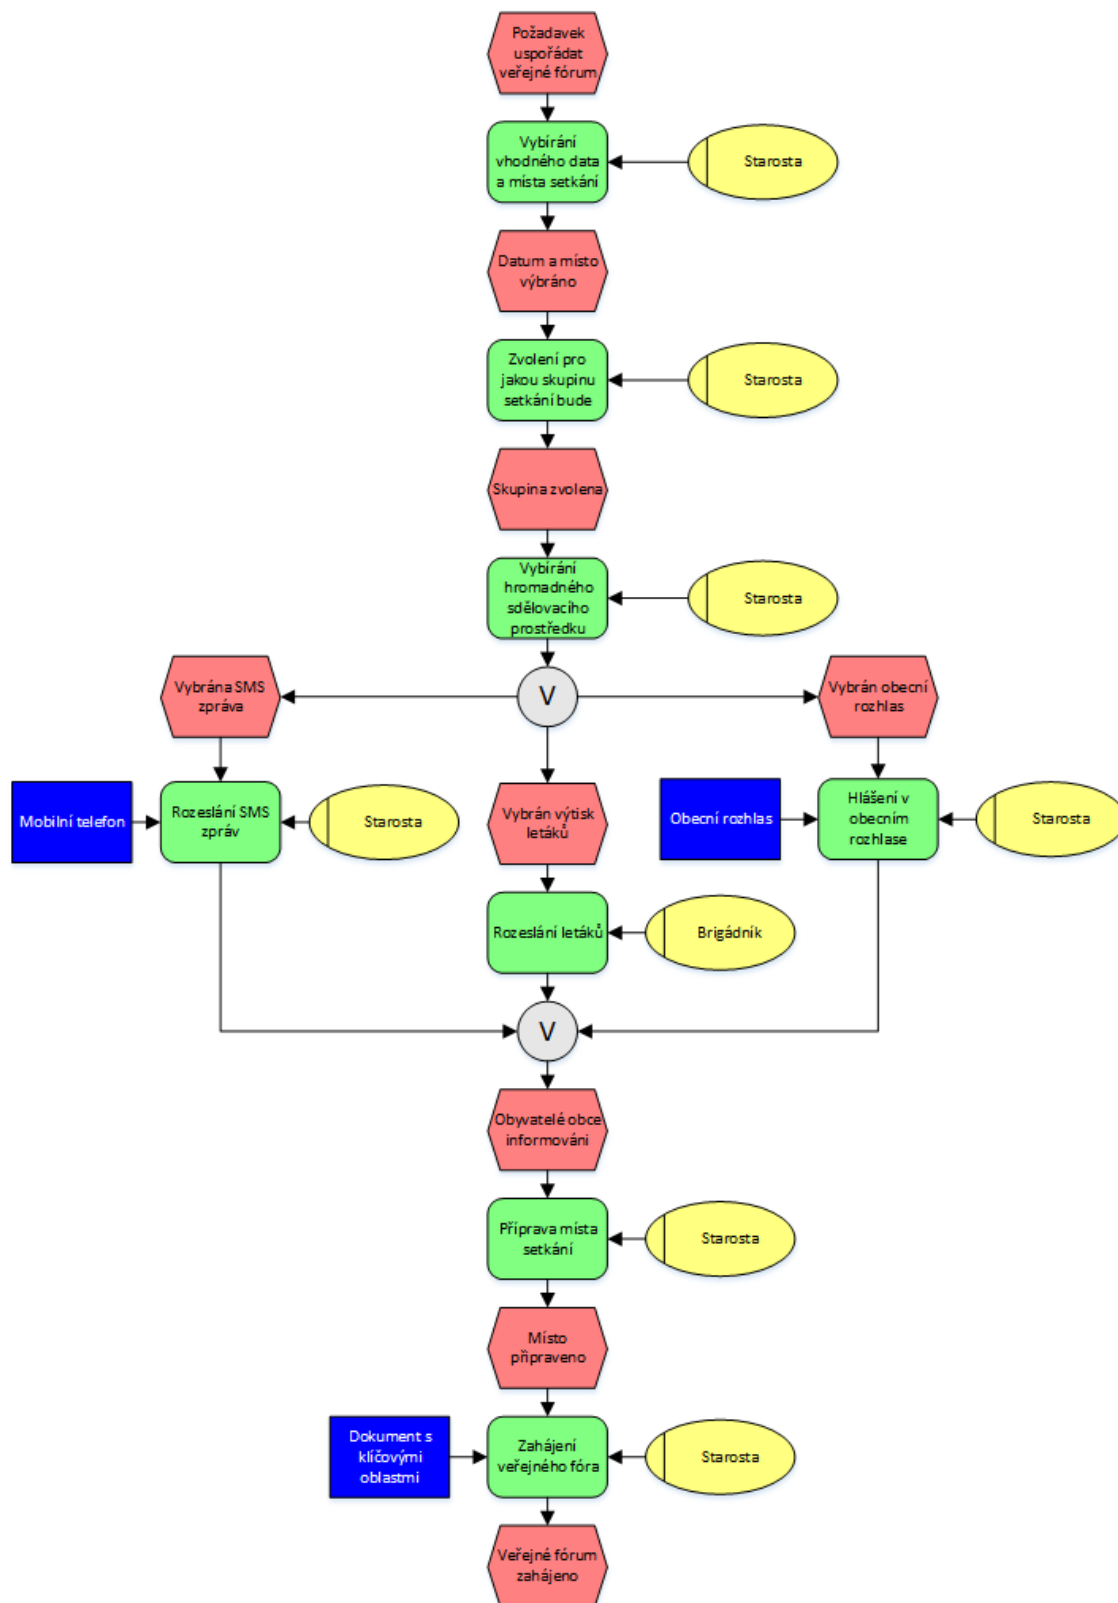 Požadavek
uspořádat
veřejné fórum
Vybírání
vhodného data
a místa setkání
Starosta
Datum a místo
výbráno
Zvolení pro
jakou skupinu
setkání bude
Starosta
Skupina zvolena
Vybírání
hromadného
sdělovacího
prostředku
Starosta
Vybrána SMS
zpráva
V
Vybrán obecní
rozhlas
Mobilní telefon
Rozeslání SMS
zpráv
Starosta
Vybrán výtisk
letáků
Obecní rozhlas
Hlášení v
obecním
rozhlase
Starosta
Rozeslání letáků
Brigádník
V
Obyvatelé obce
informováni
Příprava místa
setkání
Starosta
Místo
připraveno
Dokument s
klíčovými
oblastmi
Zahájení
veřejného fóra
Starosta
Veřejné fórum
zahájeno